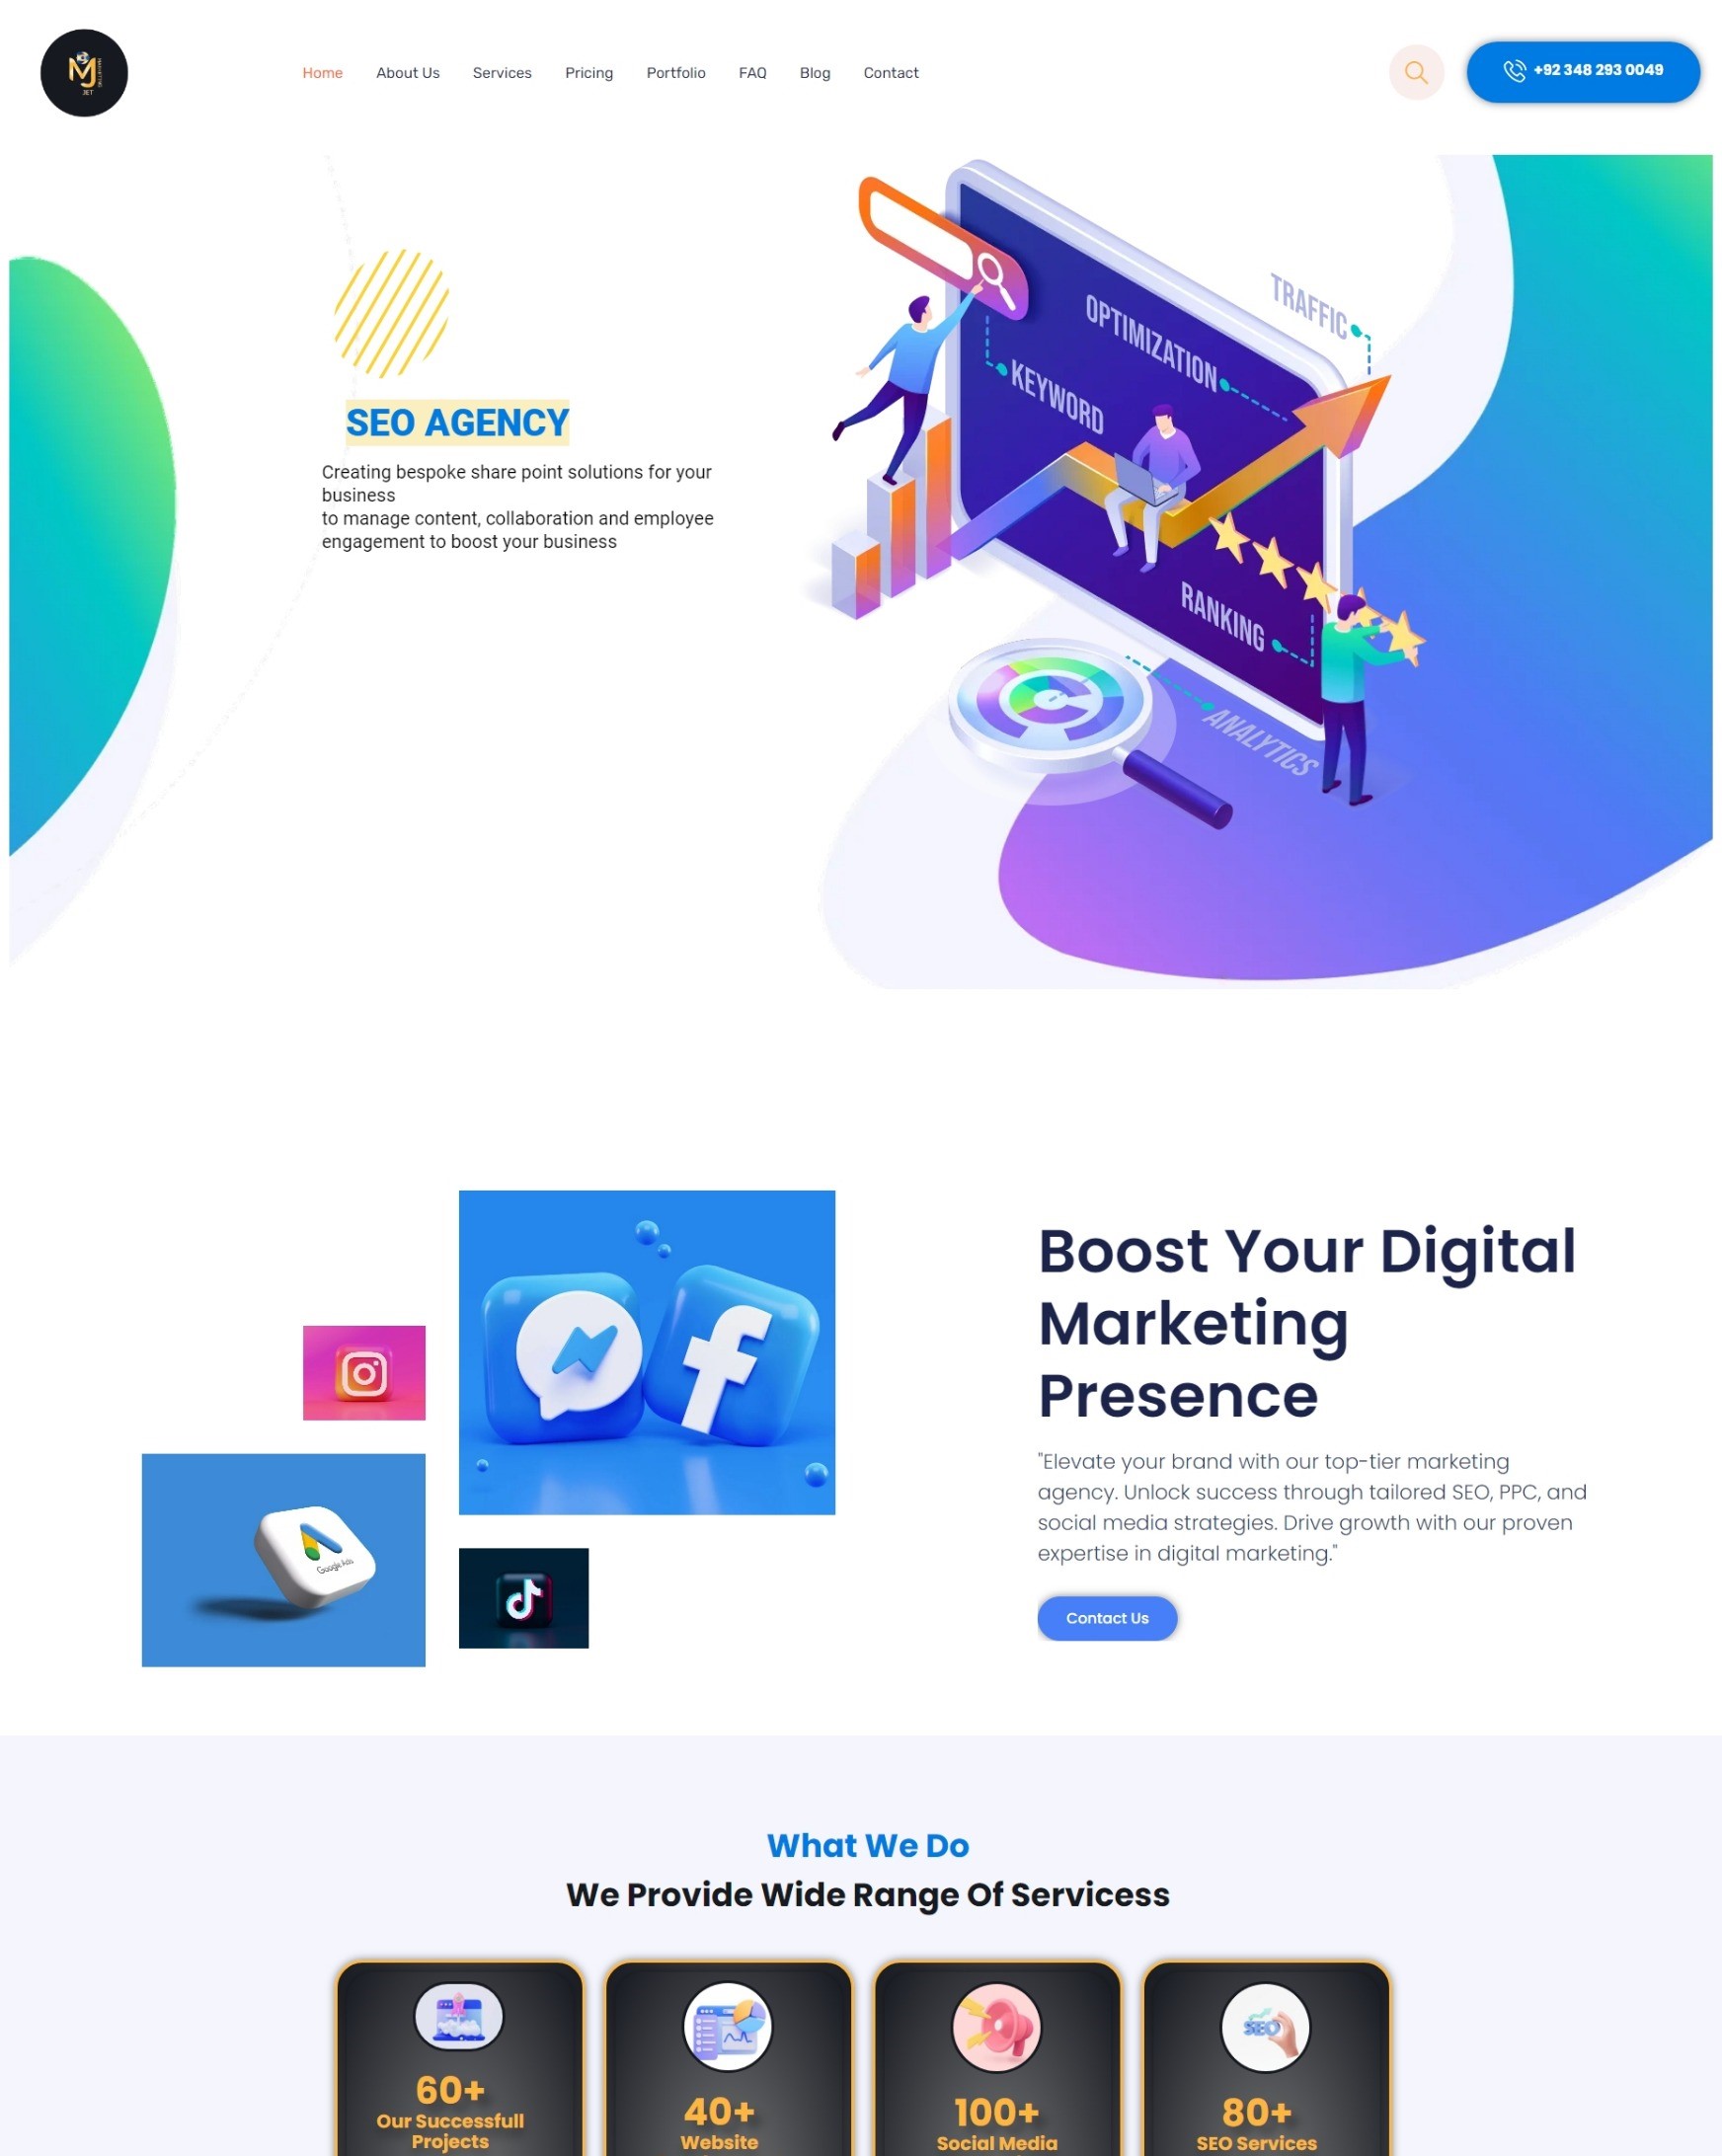 MJ
MARKETING
JET
Home
About Us
Services
Pricing
Portfolio
FAQ
Blog
Contact
+92 348 293 0049
SEO AGENCY
Creating bespoke share point solutions for your
business
to manage content, collaboration and employee
engagement to boost your business
TRAFFIC
OPTIMIZATION
KEYWORD
RANKING
ANALYTICS
Boost Your Digital
Marketing
Presence
"Elevate your brand with our top-tier marketing
agency. Unlock success through tailored SEO, PPC, and
social media strategies. Drive growth with our proven
expertise in digital marketing."
Google Ads
Contact Us
What We Do
We Provide Wide Range Of Servicess
SEO
60+
Our Successfull
Projects
40+
Website
100+
Social Media
80+
SEO Services